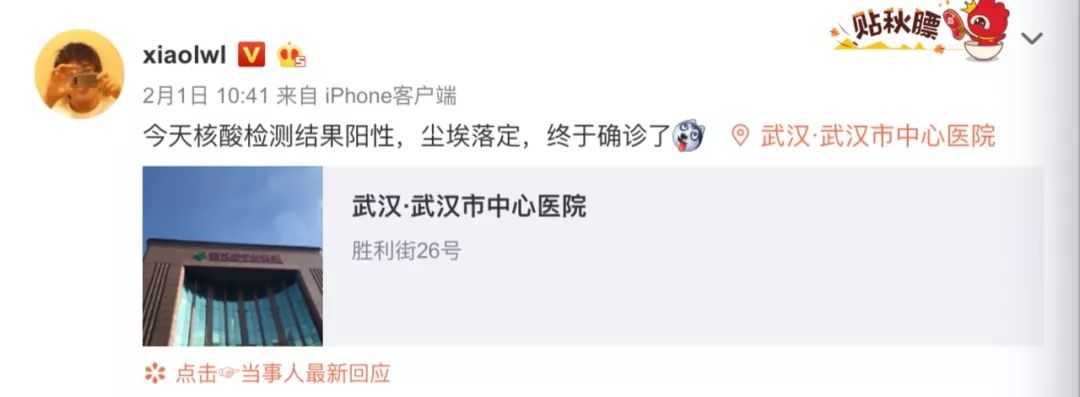 贴秋膘
xiaolwl
2月1日 10:41 来自 iPhone客户端
今天核酸检测结果阳性，尘埃落定，终于确诊了 武汉·武汉市中心医院
武汉·武汉市中心医院
胜利街26号
点击👉当事人最新回应